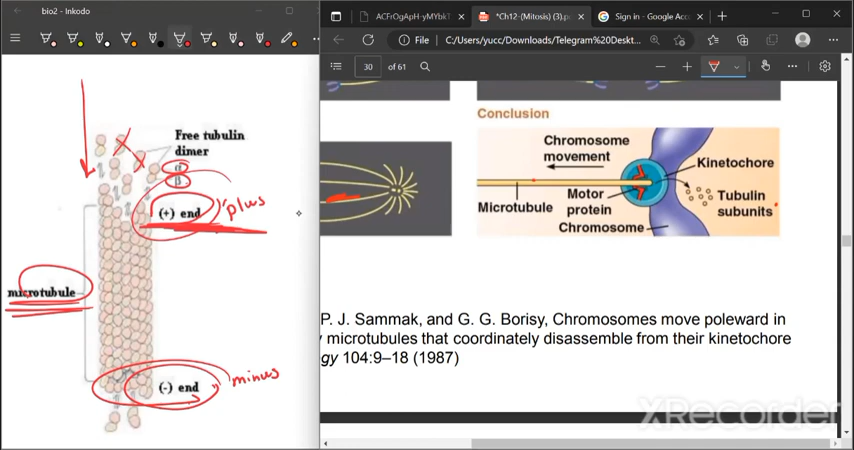 bio2 - Inkodo
Free tubulin
dimer
α
β
(+) end
plus
microtubule
(-) end
"minus
ACFrOgApH-yMYbkT
*Ch12-(Mitosis) (3).p
Sign in - Google Acc
File
C:/Users/yucc/Downloads/Telegram%20Deskt...
30
of 61
Conclusion
Chromosome
movement
Kinetochore
Microtubule
Motor
protein
Chromosome
Tubulin
subunits
P. J. Sammak, and G. G. Borisy, Chromosomes move poleward in
microtubules that coordinately disassemble from their kinetochore
gy 104:9–18 (1987)
XRecorder